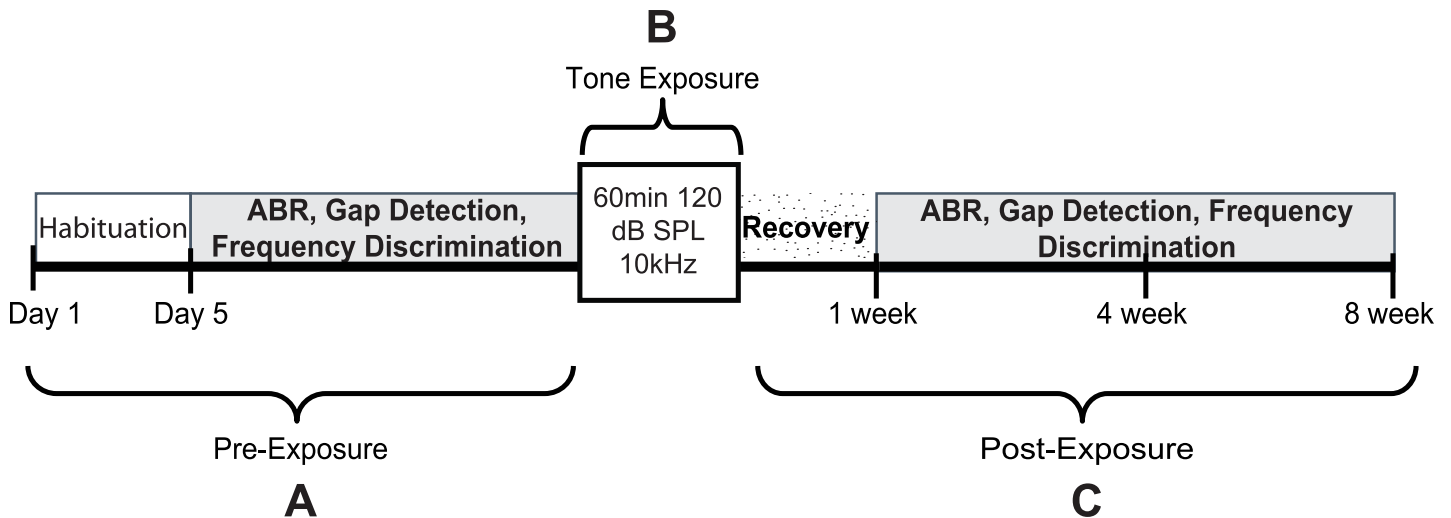 B
Tone Exposure
60min 120
dB SPL
10kHz
Habituation
ABR, Gap Detection,
Frequency Discrimination
Recovery
ABR, Gap Detection, Frequency
Discrimination
Day 1
Day 5
1 week
4 week
8 week
Pre-Exposure
A
Post-Exposure
C